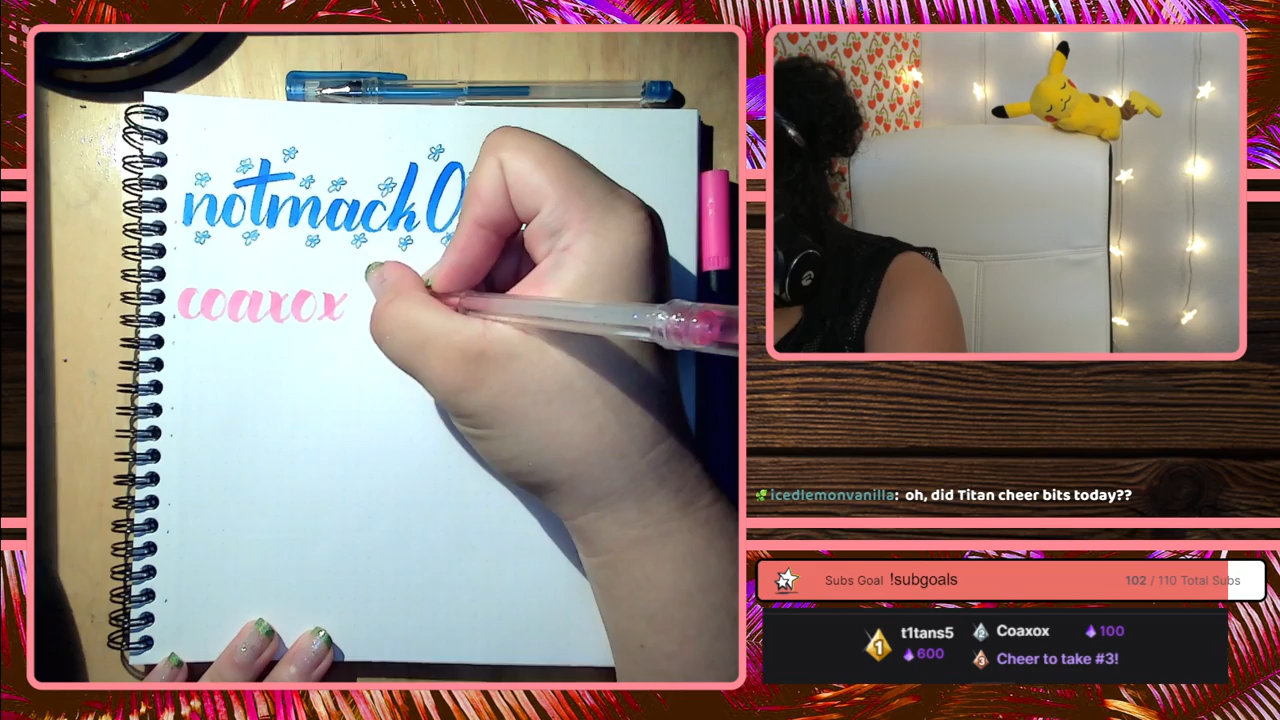 notmack0
coaxox
icedlemonvanilla: oh, did Titan cheer bits today??
Subs Goal !subgoals 102 / 110 Total Subs
1 t1tans5 600
2 Coaxox 100
3 Cheer to take #3!